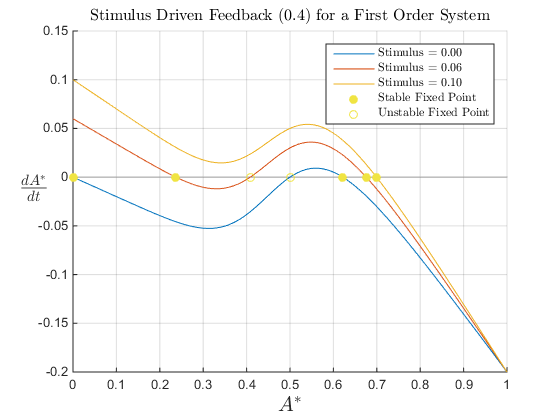 Stimulus Driven Feedback (0.4) for a First Order System
0.15
0.1
0.05
0
-0.05
-0.1
-0.15
-0.2
dA*
dt
Stimulus = 0.00
Stimulus = 0.06
Stimulus = 0.10
Stable Fixed Point
Unstable Fixed Point
0 0.1 0.2 0.3 0.4 0.5 0.6 0.7 0.8 0.9 1
A*